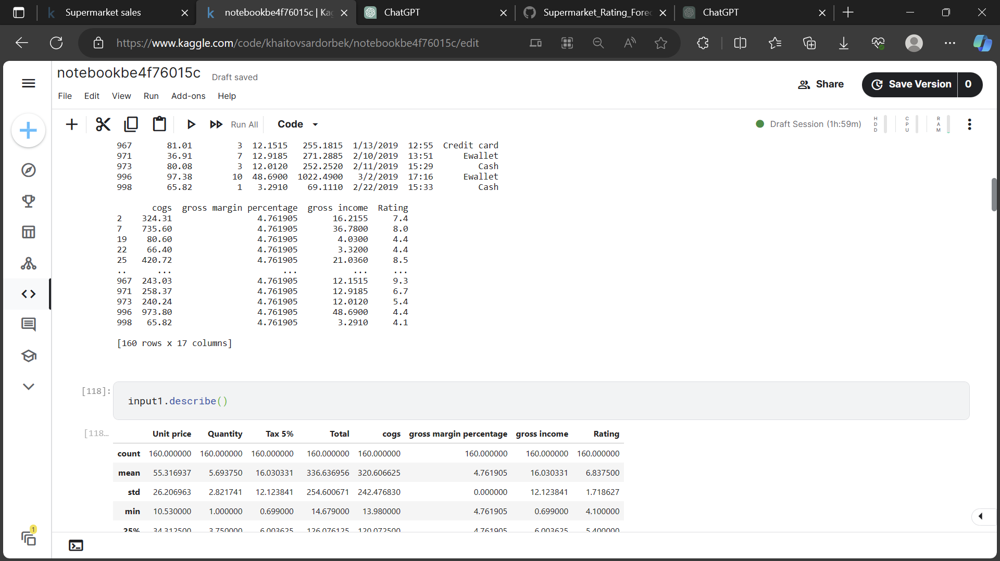 Supermarket sales
notebookbe4f76015c | Kag
ChatGPT
Supermarket_Rating_Forec
ChatGPT
https://www.kaggle.com/code/khaitovsardorbek/notebookbe4f76015c/edit
notebookbe4f76015c Draft saved
File Edit View Run Add-ons Help
Share
Save Version 0
Run All Code
Draft Session (1h:59m) HDD CPU RAM
967 81.01 3 12.1515 255.1815 1/13/2019 12:55 Credit card
971 36.91 7 12.9185 271.2885 2/10/2019 13:51 Ewallet
973 80.08 3 12.0120 252.2520 2/11/2019 15:29 Cash
996 97.38 10 48.6900 1022.4900 3/2/2019 17:16 Ewallet
998 65.82 1 3.2910 69.1110 2/22/2019 15:33 Cash
cogs gross margin percentage gross income Rating
2 324.31 4.761905 16.2155 7.4
7 735.60 4.761905 36.7800 8.0
19 80.60 4.761905 4.0300 4.4
22 66.40 4.761905 3.3200 4.4
25 420.72 4.761905 21.0360 8.5
.. ... ... ... ...
967 243.03 4.761905 12.1515 9.3
971 258.37 4.761905 12.9185 6.7
973 240.24 4.761905 12.0120 5.4
996 973.80 4.761905 48.6900 4.4
998 65.82 4.761905 3.2910 4.1
[160 rows x 17 columns]
[118]:
input1.describe()
[118...
Unit price Quantity Tax 5% Total cogs gross margin percentage gross income Rating
count 160.000000 160.000000 160.000000 160.000000 160.000000 160.000000 160.000000 160.000000
mean 55.316937 5.693750 16.030331 336.636956 320.606625 4.761905 16.030331 6.837500
std 26.206963 2.821741 12.123841 254.600671 242.476830 0.000000 12.123841 1.718627
min 10.530000 1.000000 0.699000 14.679000 13.980000 4.761905 0.699000 4.100000
25% 34.312500 3.750000 6.003625 126.076125 120.072500 4.761905 6.003625 5.400000
1